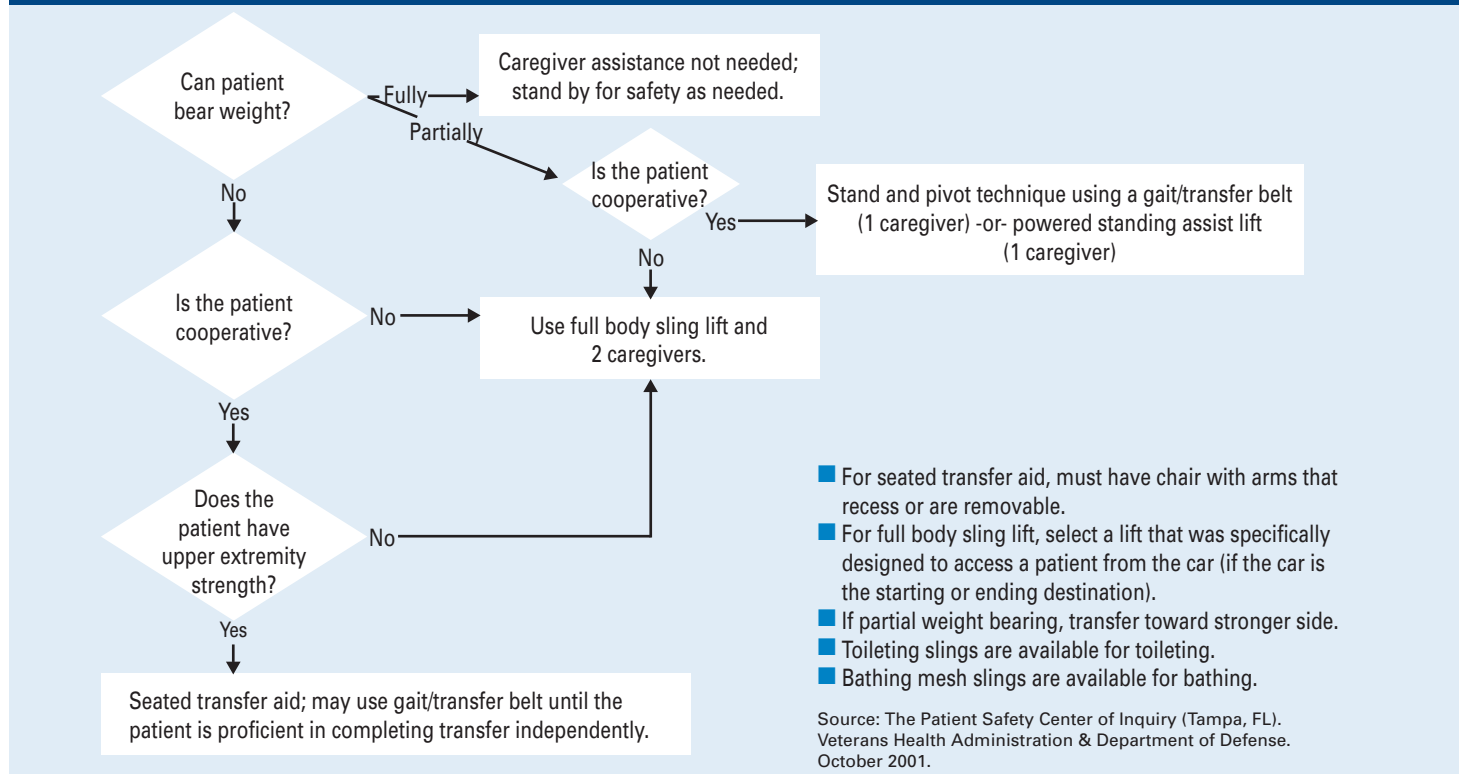 Can patient
bear weight?
Fully
Caregiver assistance not needed;
stand by for safety as needed.
Partially
Is the patient
cooperative?
Yes
Stand and pivot technique using a gait/transfer belt
(1 caregiver) -or- powered standing assist lift
(1 caregiver)
No
No
Is the patient
cooperative?
No
Use full body sling lift and
2 caregivers.
Yes
Does the
patient have
upper extremity
strength?
No
Yes
Seated transfer aid; may use gait/transfer belt until the
patient is proficient in completing transfer independently.
■ For seated transfer aid, must have chair with arms that
recess or are removable.
■ For full body sling lift, select a lift that was specifically
designed to access a patient from the car (if the car is
the starting or ending destination).
■ If partial weight bearing, transfer toward stronger side.
■ Toileting slings are available for toileting.
■ Bathing mesh slings are available for bathing.
Source: The Patient Safety Center of Inquiry (Tampa, FL).
Veterans Health Administration & Department of Defense.
October 2001.